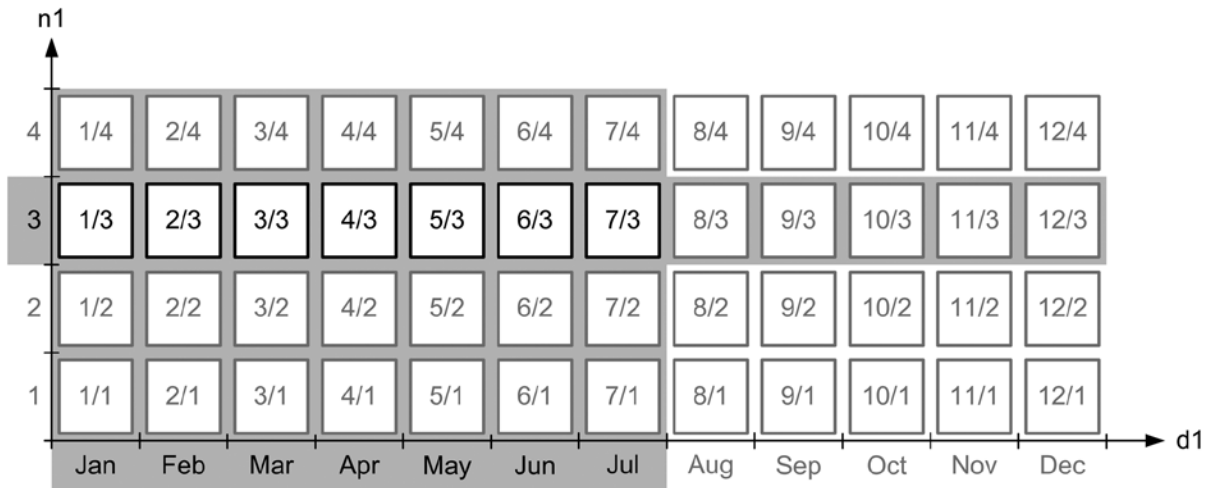 n1
4 1/4 2/4 3/4 4/4 5/4 6/4 7/4 8/4 9/4 10/4 11/4 12/4
3 1/3 2/3 3/3 4/3 5/3 6/3 7/3 8/3 9/3 10/3 11/3 12/3
2 1/2 2/2 3/2 4/2 5/2 6/2 7/2 8/2 9/2 10/2 11/2 12/2
1 1/1 2/1 3/1 4/1 5/1 6/1 7/1 8/1 9/1 10/1 11/1 12/1
d1
Jan Feb Mar Apr May Jun Jul Aug Sep Oct Nov Dec